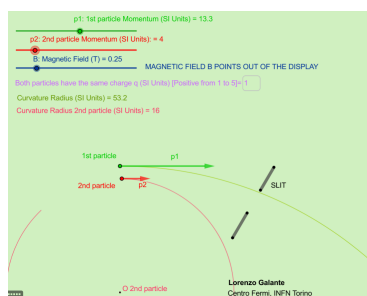 p1: 1st particle Momentum (SI Units) = 13.3
p2: 2nd particle Momentum (SI Units): = 4
B: Magnetic Field (T) = 0.25
MAGNETIC FIELD B POINTS OUT OF THE DISPLAY
Both particles have the same charge q (SI Units) [Positive from 1 to 5]= 1
Curvature Radius (SI Units) = 53.2
Curvature Radius 2nd particle (SI Units) = 16
1st particle
p1
2nd particle
p2
SLIT
O 2nd particle
Lorenzo Galante
Centro Fermi, INFN Torino